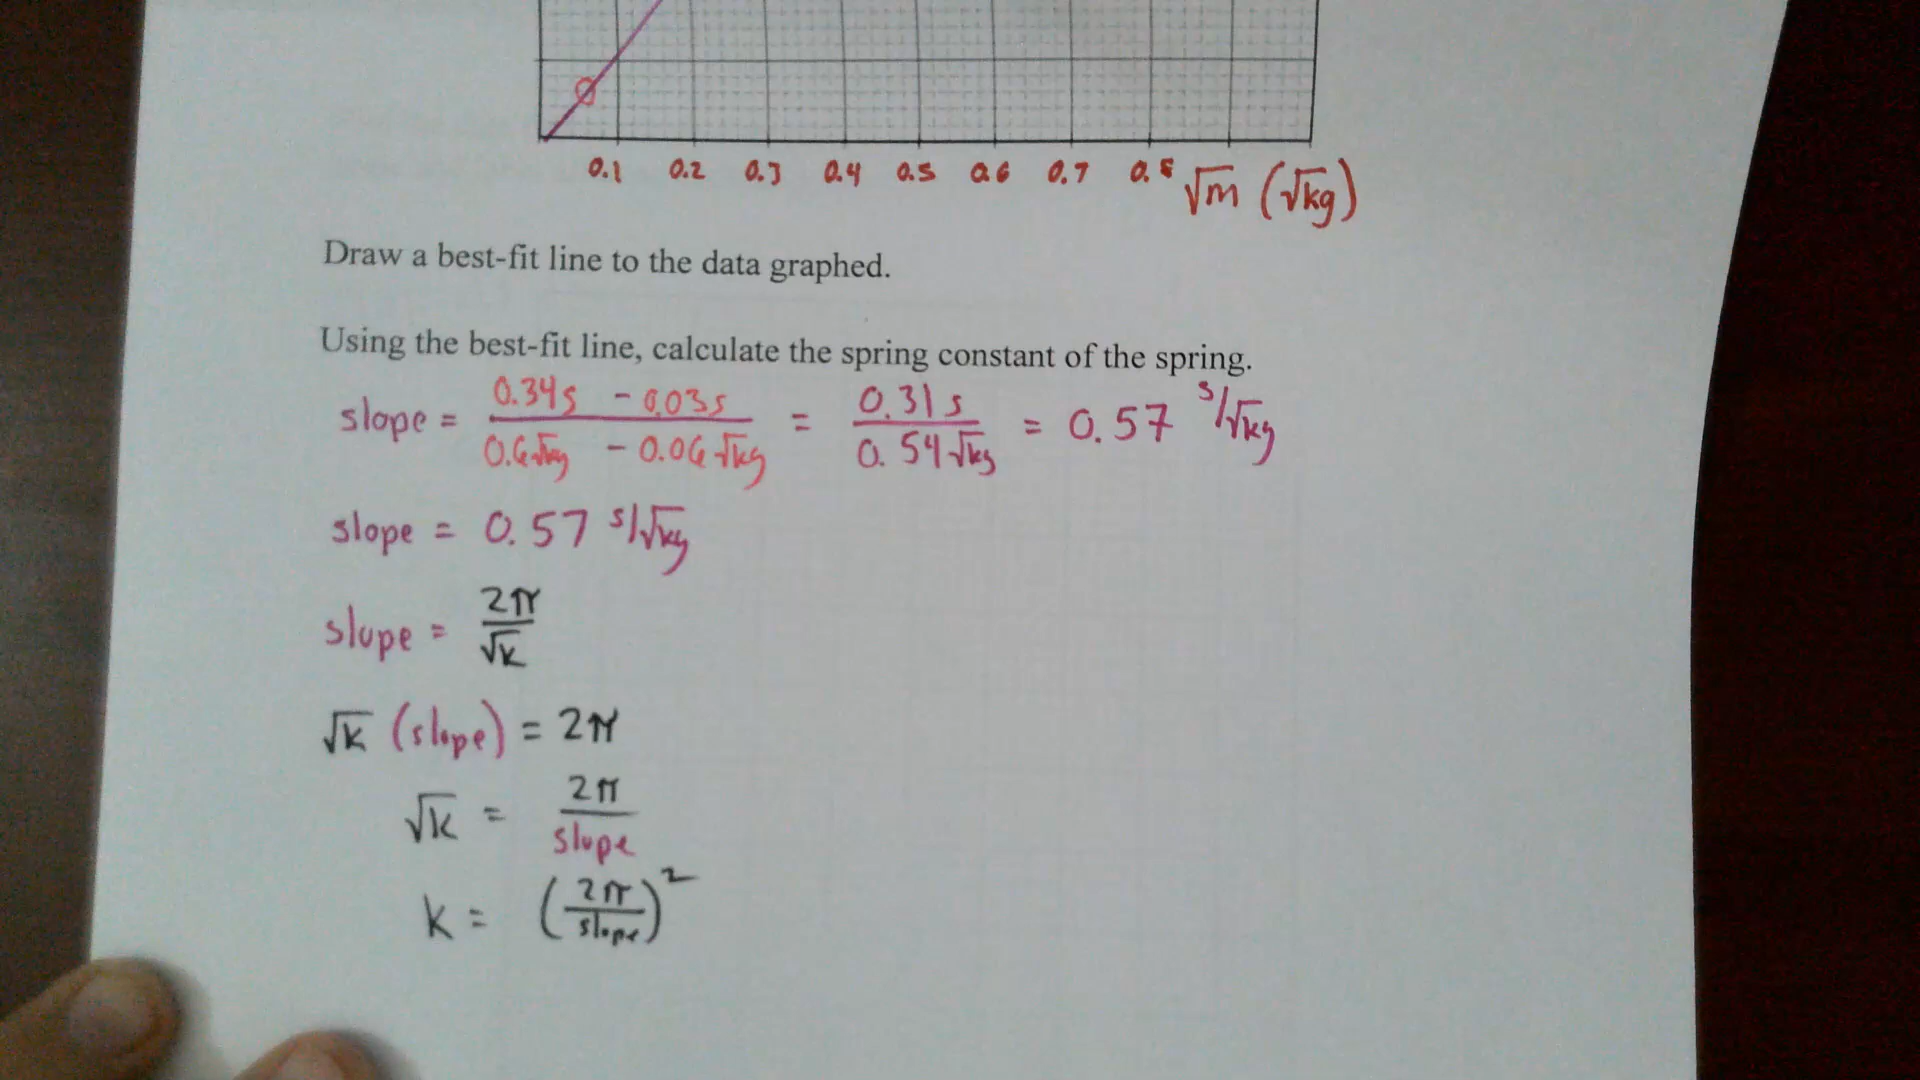 0.1 0.2 0.3 0.4 0.5 0.6 0.7 0.8 √m (√kg)
Draw a best-fit line to the data graphed.
Using the best-fit line, calculate the spring constant of the spring.
slope = (0.34s - 0.03s)/(0.6√kg - 0.06√kg) = 0.31s/0.54√kg = 0.57 s/√kg
slope = 0.57 s/√kg
slope = 2π/√k
√k (slope) = 2π
√k = 2π/slope
k = (2π/slope)²